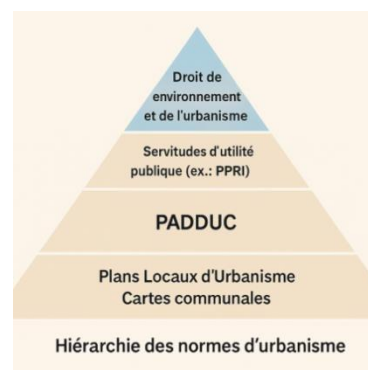 Droit de
environnement
et de l'urbanisme
Servitudes d'utilité
publique (ex.: PPRI)
PADDUC
Plans Locaux d'Urbanisme
Cartes communales
Hiérarchie des normes d'urbanisme